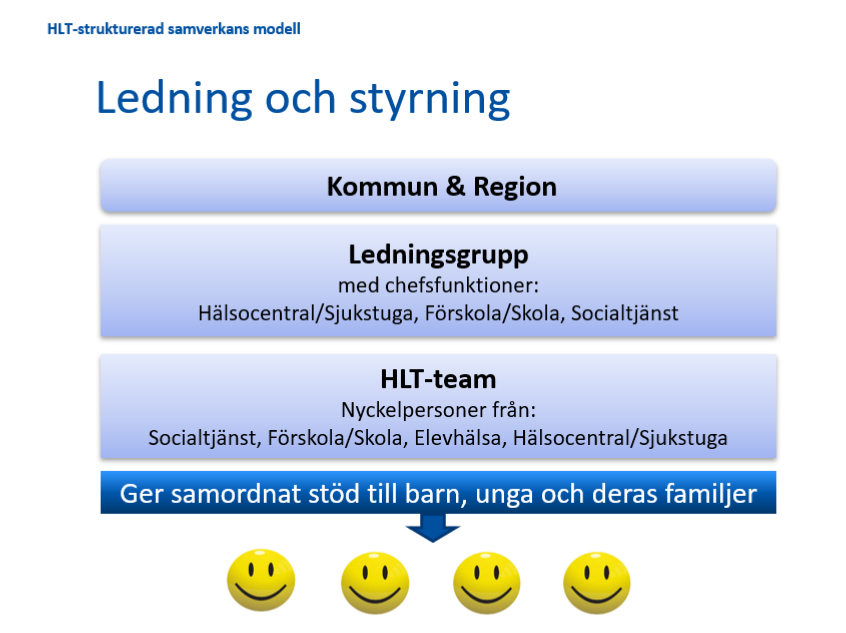 HLT-strukturerad samverkans modell
Ledning och styrning
Kommun & Region
Ledningsgrupp
med chefsfunktioner:
Hälsocentral/Sjukstuga, Förskola/Skola, Socialtjänst
HLT-team
Nyckelpersoner från:
Socialtjänst, Förskola/Skola, Elevhälsa, Hälsocentral/Sjukstuga
Ger samordnat stöd till barn, unga och deras familjer